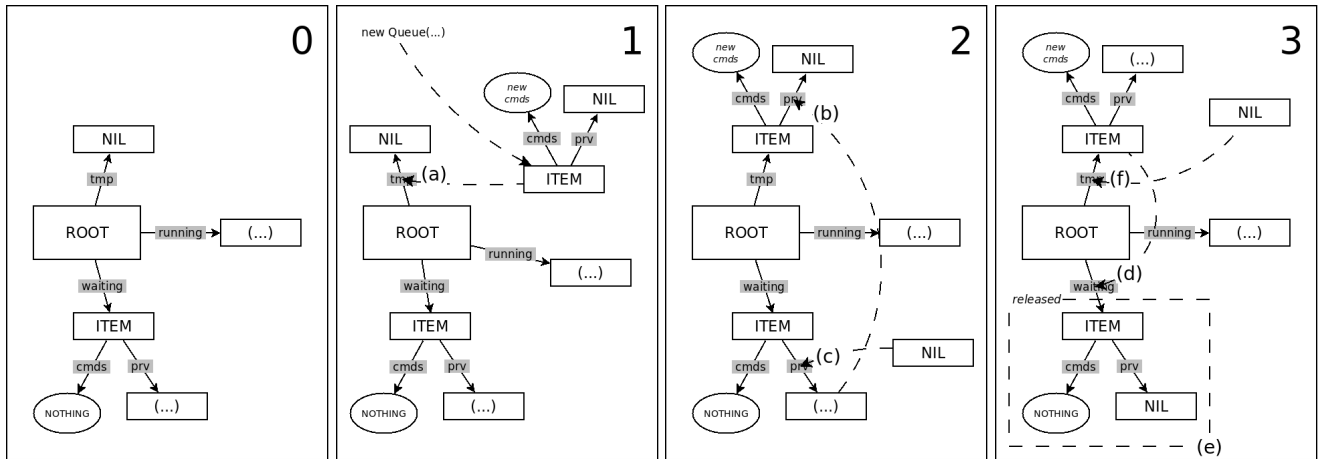 0
NIL
tmp
ROOT
running
(...)
waiting
ITEM
cmds
prv
NOTHING
(...)
1
new Queue(...)
new
cmds
NIL
cmds
prv
NIL
ITEM
tmp
(a)
ROOT
running
(...)
waiting
ITEM
cmds
prv
NOTHING
(...)
2
new
cmds
NIL
cmds
prv
(b)
ITEM
tmp
ROOT
running
(...)
waiting
ITEM
NIL
cmds
prv
(c)
NOTHING
(...)
3
new
cmds
(...)
cmds
prv
NIL
ITEM
tmp
(f)
ROOT
running
(...)
waiting
(d)
released
ITEM
cmds
prv
NOTHING
NIL
(e)